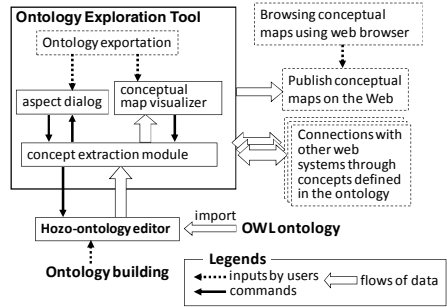 Ontology Exploration Tool
Ontology exportation
aspect dialog
conceptual
map visualizer
concept extraction module
Browsing conceptual
maps using web browser
Publish conceptual
maps on the Web
Connections with
other web
systems through
concepts defined
in the ontology
Hozo-ontology editor
import
OWL ontology
Ontology building
Legends
inputs by users
commands
flows of data